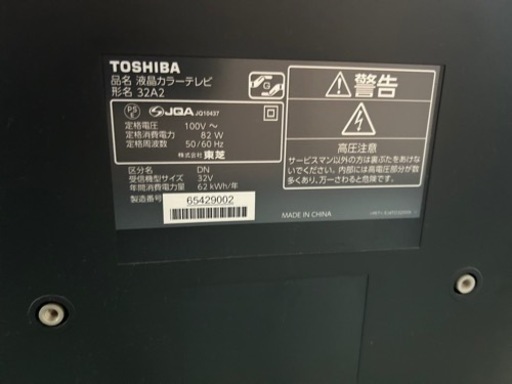 TOSHIBA
品名 液晶カラーテレビ
形名 32A2
G
PS
E
JQA JQ10437
定格電圧: 100V～
定格消費電力: 82 W
定格周波数: 50/60 Hz
株式会社 東芝
区分名 DN
受信機型サイズ 32V
年間消費電力量 62 kWh/年
製造番号
65429002
警告
高圧注意
サービスマン以外の方は裏ぶたをあけな
いでください。内部には高電圧部分が数
多くあり、万一さわると危険です。
MADE IN CHINA